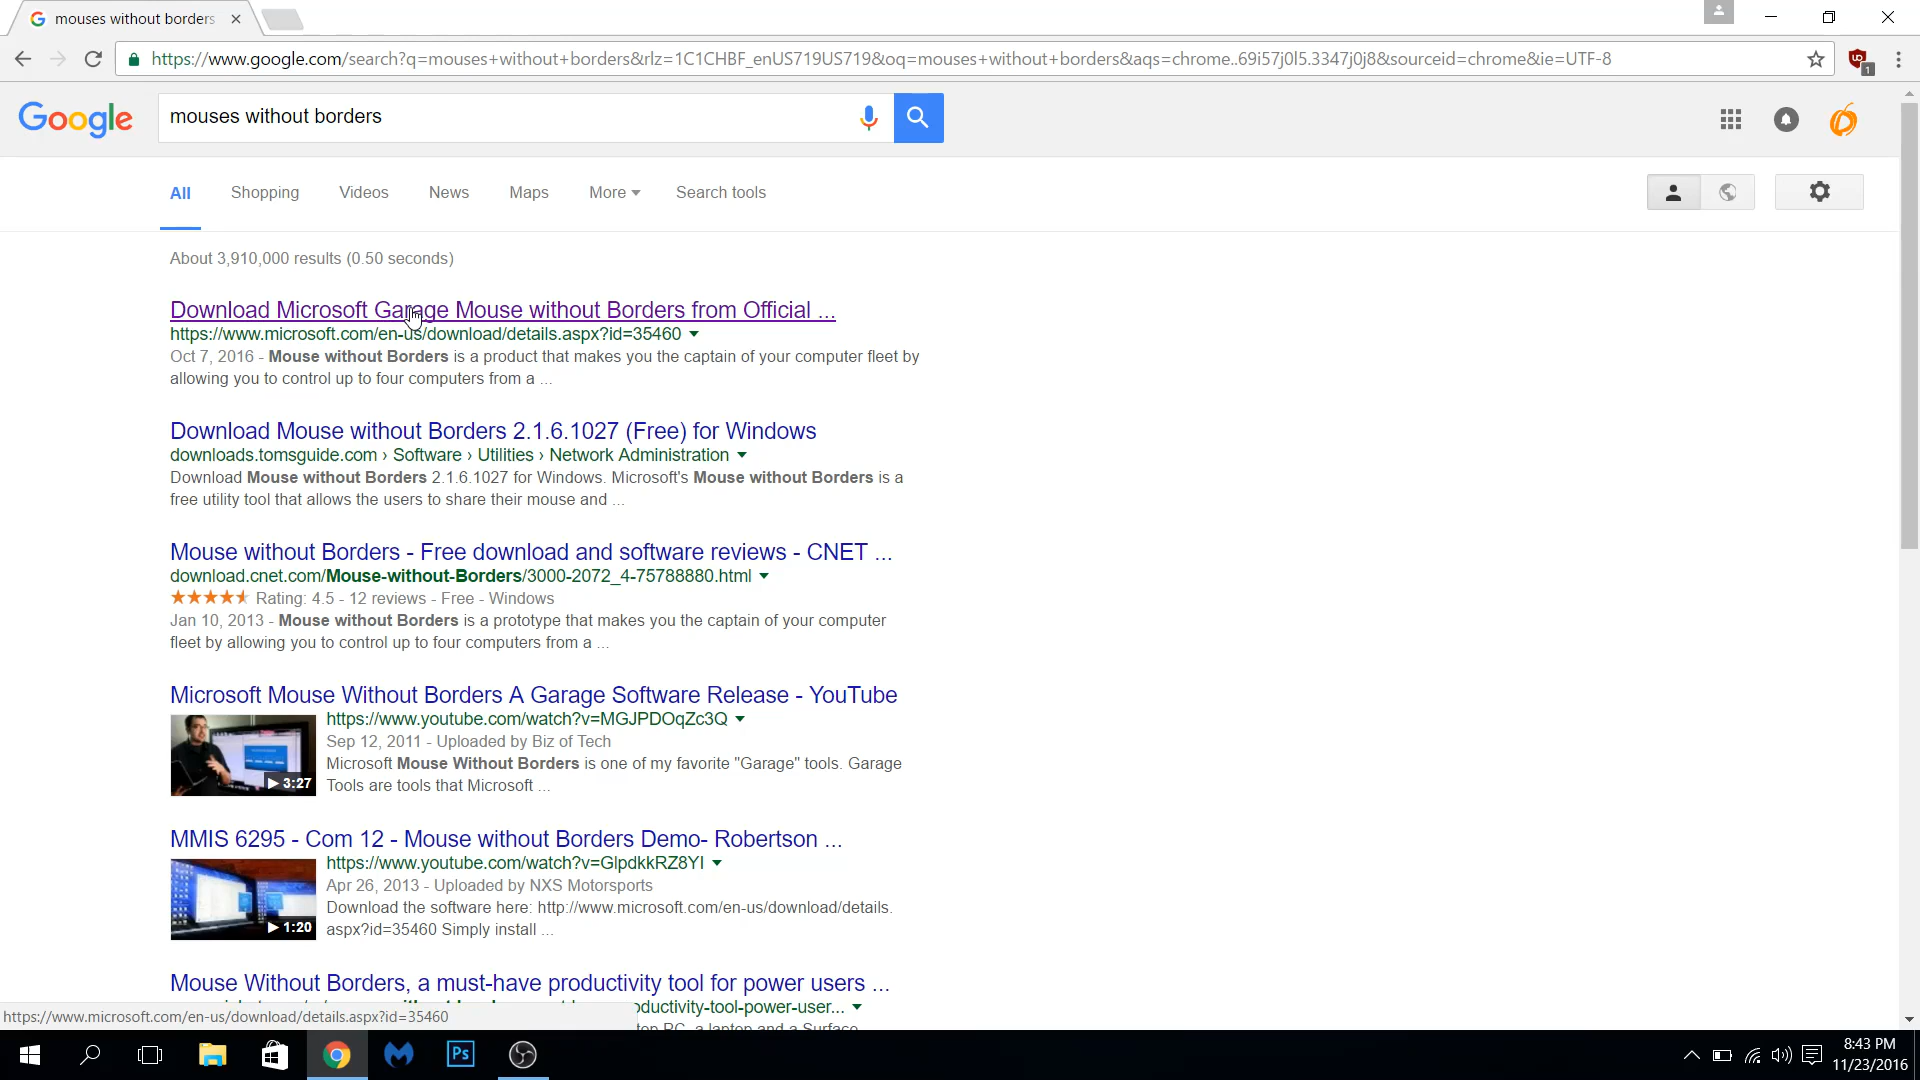 mouses without borders
https://www.google.com/search?q=mouses+without+borders&rlz=1C1CHBF_enUS719US719&oq=mouses+without+borders&aqs=chrome..69i57j0l5.3347j0j8&sourceid=chrome&ie=UTF-8
1
Google
mouses without borders
All
Shopping
Videos
News
Maps
More
Search tools
About 3,910,000 results (0.50 seconds)
Download Microsoft Garage Mouse without Borders from Official ...
https://www.microsoft.com/en-us/download/details.aspx?id=35460
Oct 7, 2016 - Mouse without Borders is a product that makes you the captain of your computer fleet by
allowing you to control up to four computers from a ...
Download Mouse without Borders 2.1.6.1027 (Free) for Windows
downloads.tomsguide.com › Software › Utilities › Network Administration
Download Mouse without Borders 2.1.6.1027 for Windows. Microsoft's Mouse without Borders is a
free utility tool that allows the users to share their mouse and ...
Mouse without Borders - Free download and software reviews - CNET ...
download.cnet.com/Mouse-without-Borders/3000-2072_4-75788880.html
Rating: 4.5 - 12 reviews - Free - Windows
Jan 10, 2013 - Mouse without Borders is a prototype that makes you the captain of your computer
fleet by allowing you to control up to four computers from a ...
Microsoft Mouse Without Borders A Garage Software Release - YouTube
https://www.youtube.com/watch?v=MGJPDOqZc3Q
Sep 12, 2011 - Uploaded by Biz of Tech
Microsoft Mouse Without Borders is one of my favorite "Garage" tools. Garage
3:27
Tools are tools that Microsoft ...
MMIS 6295 - Com 12 - Mouse without Borders Demo- Robertson ...
https://www.youtube.com/watch?v=GlpdkkRZ8YI
Apr 26, 2013 - Uploaded by NXS Motorsports
Download the software here: http://www.microsoft.com/en-us/download/details.
1:20
aspx?id=35460 Simply install ...
Mouse Without Borders, a must-have productivity tool for power users ...
oductivity-tool-power-user...
https://www.microsoft.com/en-us/download/details.aspx?id=35460
top PC, a laptop and a Surface
Ps
8:43 PM
11/23/2016